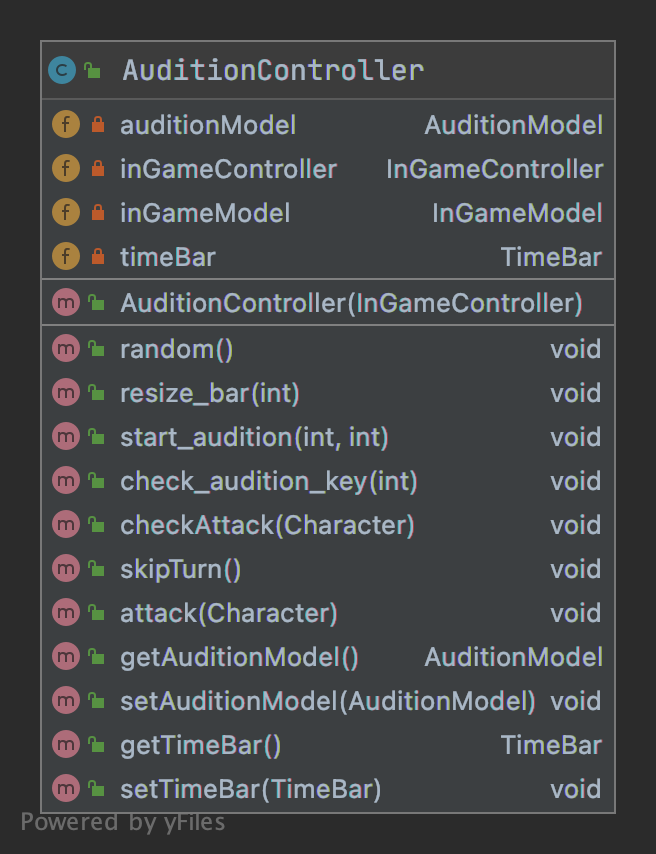 C AuditionController
f auditionModel AuditionModel
f inGameController InGameController
f inGameModel InGameModel
f timeBar TimeBar
m AuditionController(InGameController)
m random() void
m resize_bar(int) void
m start_audition(int, int) void
m check_audition_key(int) void
m checkAttack(Character) void
m skipTurn() void
m attack(Character) void
m getAuditionModel() AuditionModel
m setAuditionModel(AuditionModel) void
m getTimeBar() TimeBar
m setTimeBar(TimeBar) void
Powered by yFiles